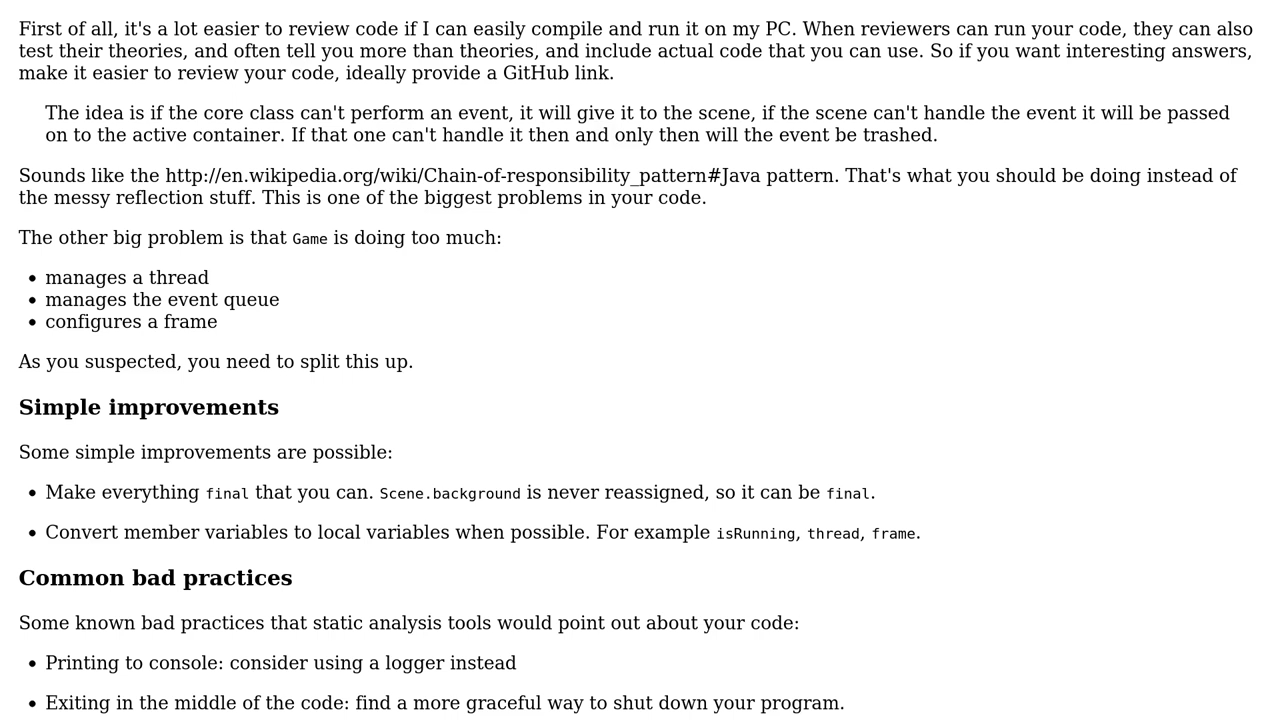 First of all, it's a lot easier to review code if I can easily compile and run it on my PC. When reviewers can run your code, they can also
test their theories, and often tell you more than theories, and include actual code that you can use. So if you want interesting answers,
make it easier to review your code, ideally provide a GitHub link.
The idea is if the core class can't perform an event, it will give it to the scene, if the scene can't handle the event it will be passed
on to the active container. If that one can't handle it then and only then will the event be trashed.
Sounds like the http://en.wikipedia.org/wiki/Chain-of-responsibility_pattern#Java pattern. That's what you should be doing instead of
the messy reflection stuff. This is one of the biggest problems in your code.
The other big problem is that Game is doing too much:
• manages a thread
• manages the event queue
• configures a frame
As you suspected, you need to split this up.
Simple improvements
Some simple improvements are possible:
• Make everything final that you can. Scene.background is never reassigned, so it can be final.
• Convert member variables to local variables when possible. For example isRunning, thread, frame.
Common bad practices
Some known bad practices that static analysis tools would point out about your code:
• Printing to console: consider using a logger instead
• Exiting in the middle of the code: find a more graceful way to shut down your program.